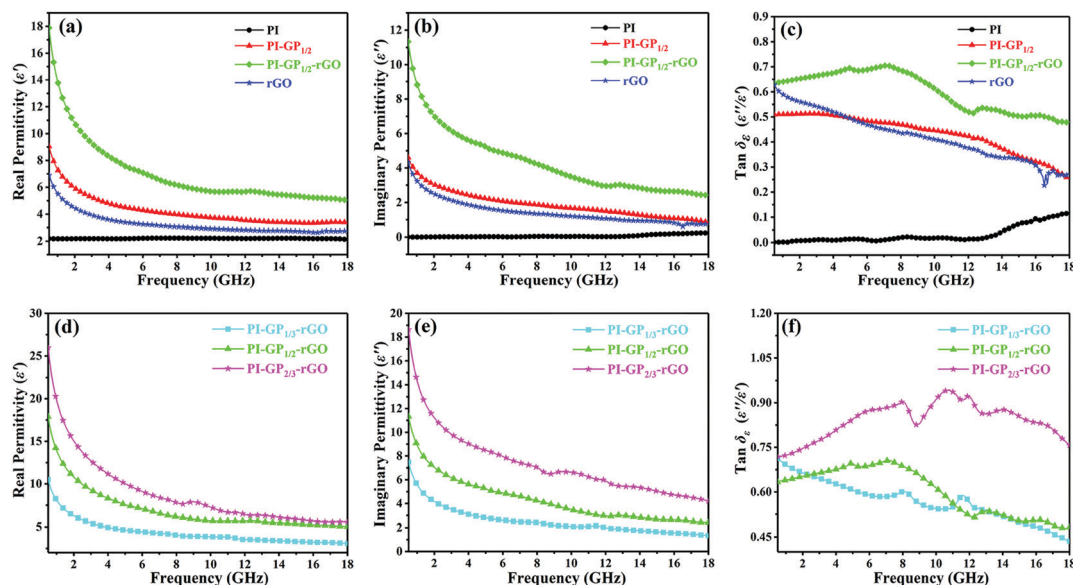 (a)
PI
PI-GP1/2
PI-GP1/2-rGO
rGO
Real Permittivity (ε′)
18
16
14
12
10
8
6
4
2
2 4 6 8 10 12 14 16 18
Frequency (GHz)
(b)
PI
PI-GP1/2
PI-GP1/2-rGO
rGO
Imaginary Permittivity (ε′′)
12
10
8
6
4
2
0
2 4 6 8 10 12 14 16 18
Frequency (GHz)
(c)
PI
PI-GP1/2
PI-GP1/2-rGO
rGO
Tan δε (ε′′/ε′)
0.9
0.8
0.7
0.6
0.5
0.4
0.3
0.2
0.1
0.0
2 4 6 8 10 12 14 16 18
Frequency (GHz)
(d)
PI-GP1/3-rGO
PI-GP1/2-rGO
PI-GP2/3-rGO
Real Permittivity (ε′)
30
25
20
15
10
5
2 4 6 8 10 12 14 16 18
Frequency (GHz)
(e)
PI-GP1/3-rGO
PI-GP1/2-rGO
PI-GP2/3-rGO
Imaginary Permittivity (ε′′)
20
18
16
14
12
10
8
6
4
2
0
2 4 6 8 10 12 14 16 18
Frequency (GHz)
(f)
PI-GP1/3-rGO
PI-GP1/2-rGO
PI-GP2/3-rGO
Tan δε (ε′′/ε′)
1.20
1.05
0.90
0.75
0.60
0.45
2 4 6 8 10 12 14 16 18
Frequency (GHz)